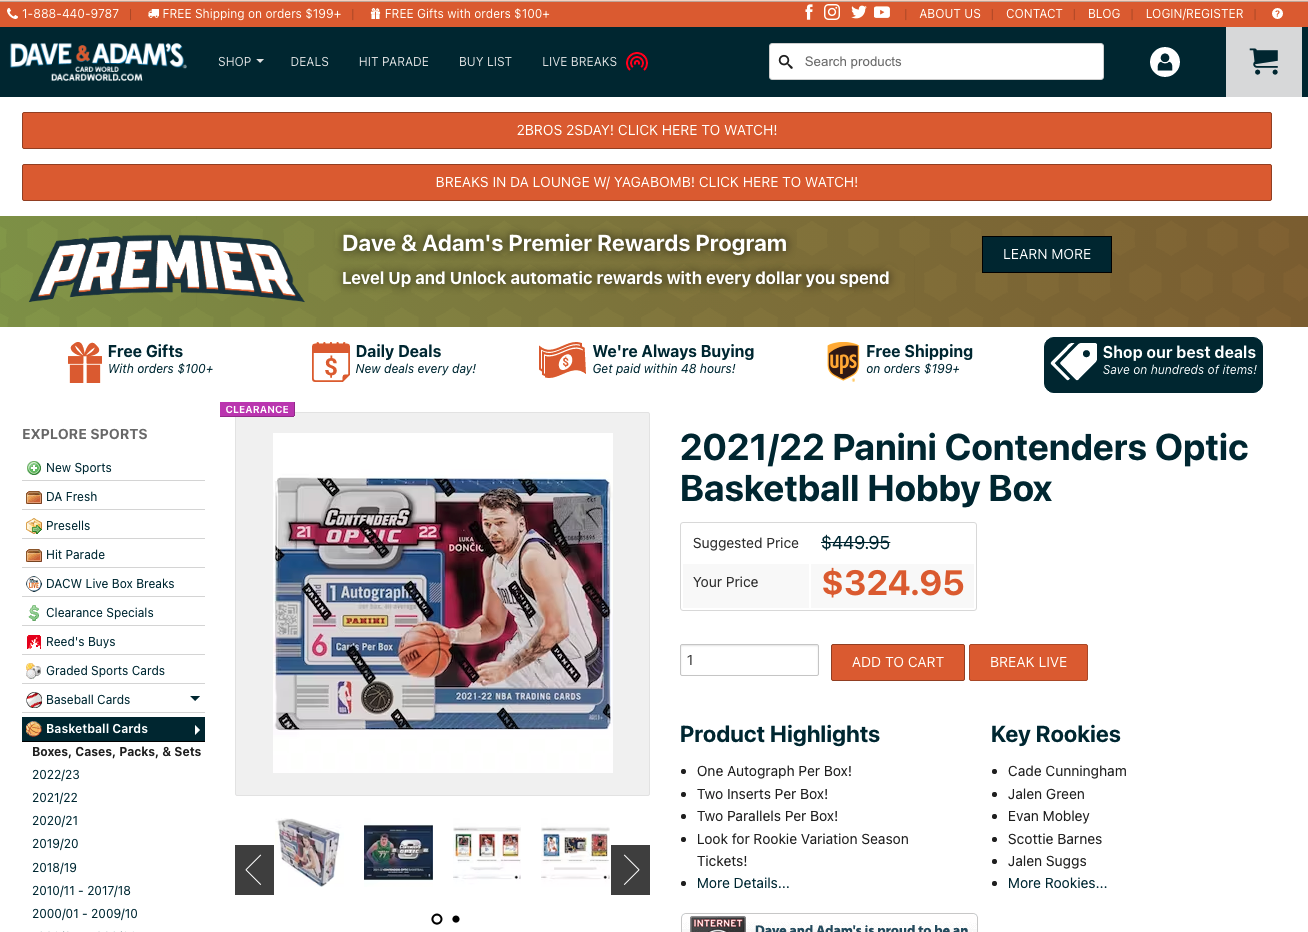 1-888-440-9787
FREE Shipping on orders $199+
FREE Gifts with orders $100+
ABOUT US
CONTACT
BLOG
LOGIN/REGISTER
DAVE & ADAM'S
CARD WORLD
DACARDWORLD.COM
SHOP
DEALS
HIT PARADE
BUY LIST
LIVE BREAKS
Search products
2BROS 2SDAY! CLICK HERE TO WATCH!
BREAKS IN DA LOUNGE W/ YAGABOMB! CLICK HERE TO WATCH!
PREMIER
Dave & Adam's Premier Rewards Program
Level Up and Unlock automatic rewards with every dollar you spend
LEARN MORE
Free Gifts
With orders $100+
Daily Deals
New deals every day!
We're Always Buying
Get paid within 48 hours!
ups
Free Shipping
on orders $199+
Shop our best deals
Save on hundreds of items!
EXPLORE SPORTS
New Sports
DA Fresh
Presells
Hit Parade
DACW Live Box Breaks
Clearance Specials
Reed's Buys
Graded Sports Cards
Baseball Cards
Basketball Cards
Boxes, Cases, Packs, & Sets
2022/23
2021/22
2020/21
2019/20
2018/19
2010/11 - 2017/18
2000/01 - 2009/10
CLEARANCE
CONTENDERS
21 OPTIC 22
LUKA
DONČIĆ
1 Autograph
per box, on average
PANINI
6 Cards Per Box
NBA
2021-22 NBA TRADING CARDS
2021/22 Panini Contenders Optic
Basketball Hobby Box
Suggested Price $449.95
Your Price $324.95
1
ADD TO CART
BREAK LIVE
Product Highlights
One Autograph Per Box!
Two Inserts Per Box!
Two Parallels Per Box!
Look for Rookie Variation Season
Tickets!
More Details...
Key Rookies
Cade Cunningham
Jalen Green
Evan Mobley
Scottie Barnes
Jalen Suggs
More Rookies...
INTERNET
Dave and Adam's is proud to be an